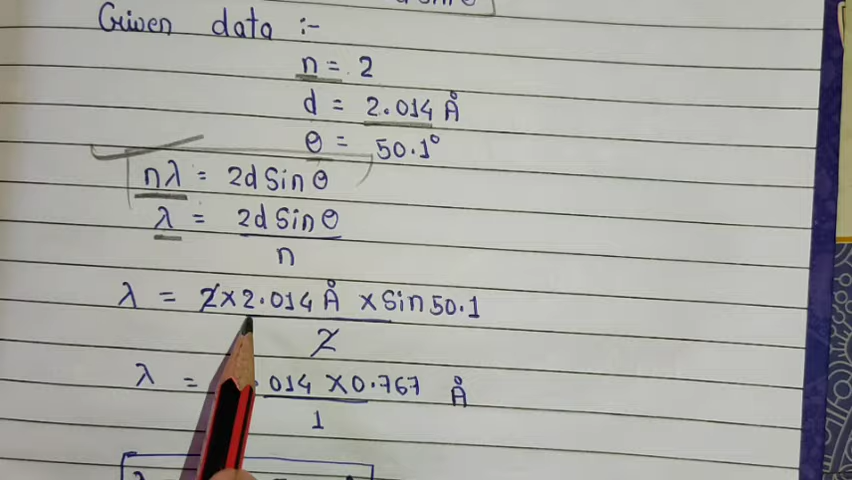 Given data :-
n = 2
d = 2.014 Å
θ = 50.1°
nλ = 2d Sin θ
λ = 2d Sin θ
n
λ = 2 × 2.014 Å × Sin 50.1
2
λ = .014 × 0.767 Å
1